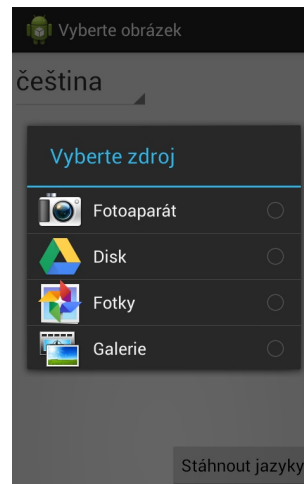 Vyberte obrázek
čeština
Vyberte zdroj
Fotoaparát
Disk
Fotky
Galerie
Stáhnout jazyky